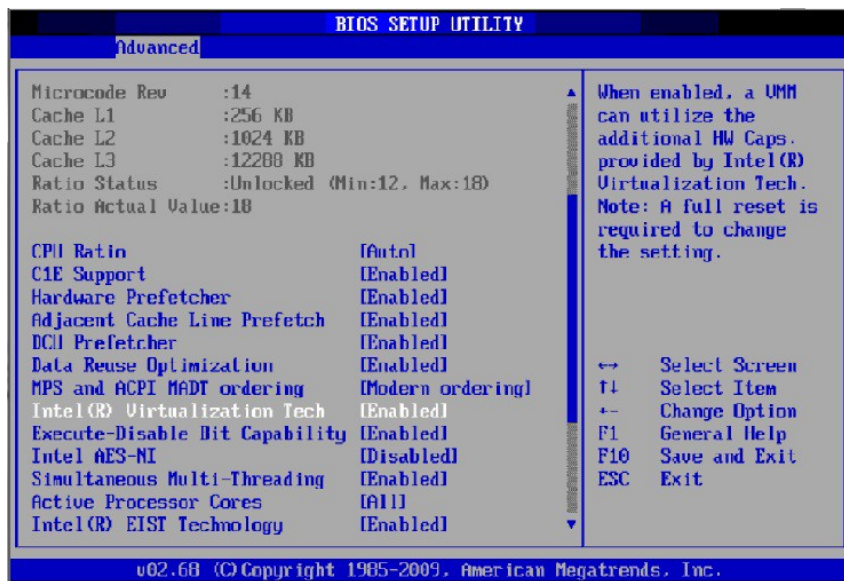 BIOS SETUP UTILITY
Advanced
Microcode Rev :14
Cache L1 :256 KB
Cache L2 :1024 KB
Cache L3 :12288 KB
Ratio Status :Unlocked (Min:12, Max:18)
Ratio Actual Value:18
CPU Ratio [Auto]
C1E Support [Enabled]
Hardware Prefetcher [Enabled]
Adjacent Cache Line Prefetch [Enabled]
DCU Prefetcher [Enabled]
Data Reuse Optimization [Enabled]
MPS and ACPI MADT ordering [Modern ordering]
Intel(R) Virtualization Tech [Enabled]
Execute-Disable Bit Capability [Enabled]
Intel AES-NI [Disabled]
Simultaneous Multi-Threading [Enabled]
Active Processor Cores [All]
Intel(R) EIST Technology [Enabled]
When enabled, a VMM
can utilize the
additional HW Caps.
provided by Intel(R)
Virtualization Tech.
Note: A full reset is
required to change
the setting.
↔ Select Screen
↑↓ Select Item
+- Change Option
F1 General Help
F10 Save and Exit
ESC Exit
v02.68 (C)Copyright 1985-2009, American Megatrends, Inc.